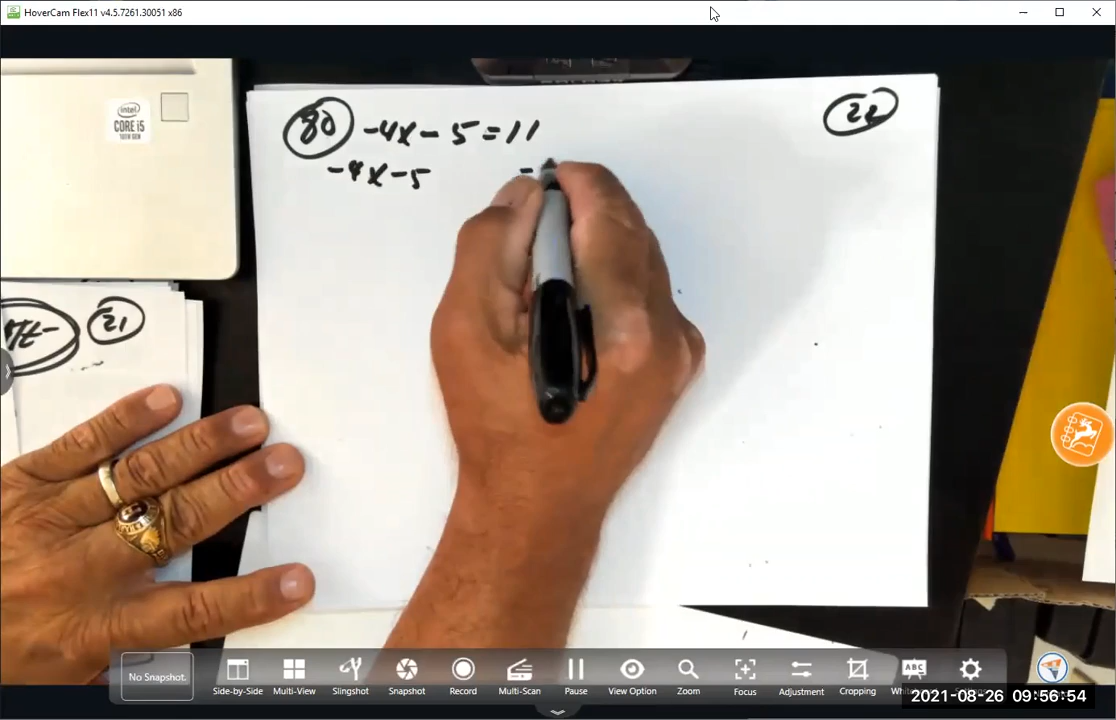 HoverCam Flex11 v4.5.7261.30051 x86
intel
CORE i5
10TH GEN
80 -4x - 5 = 11
22
-4x - 5 =
21
No Snapshot.
Side-by-Side
Multi-View
Slingshot
Snapshot
Record
Multi-Scan
Pause
View Option
Zoom
Focus
Adjustment
Cropping
ABC
2021-08-26 09:56:54